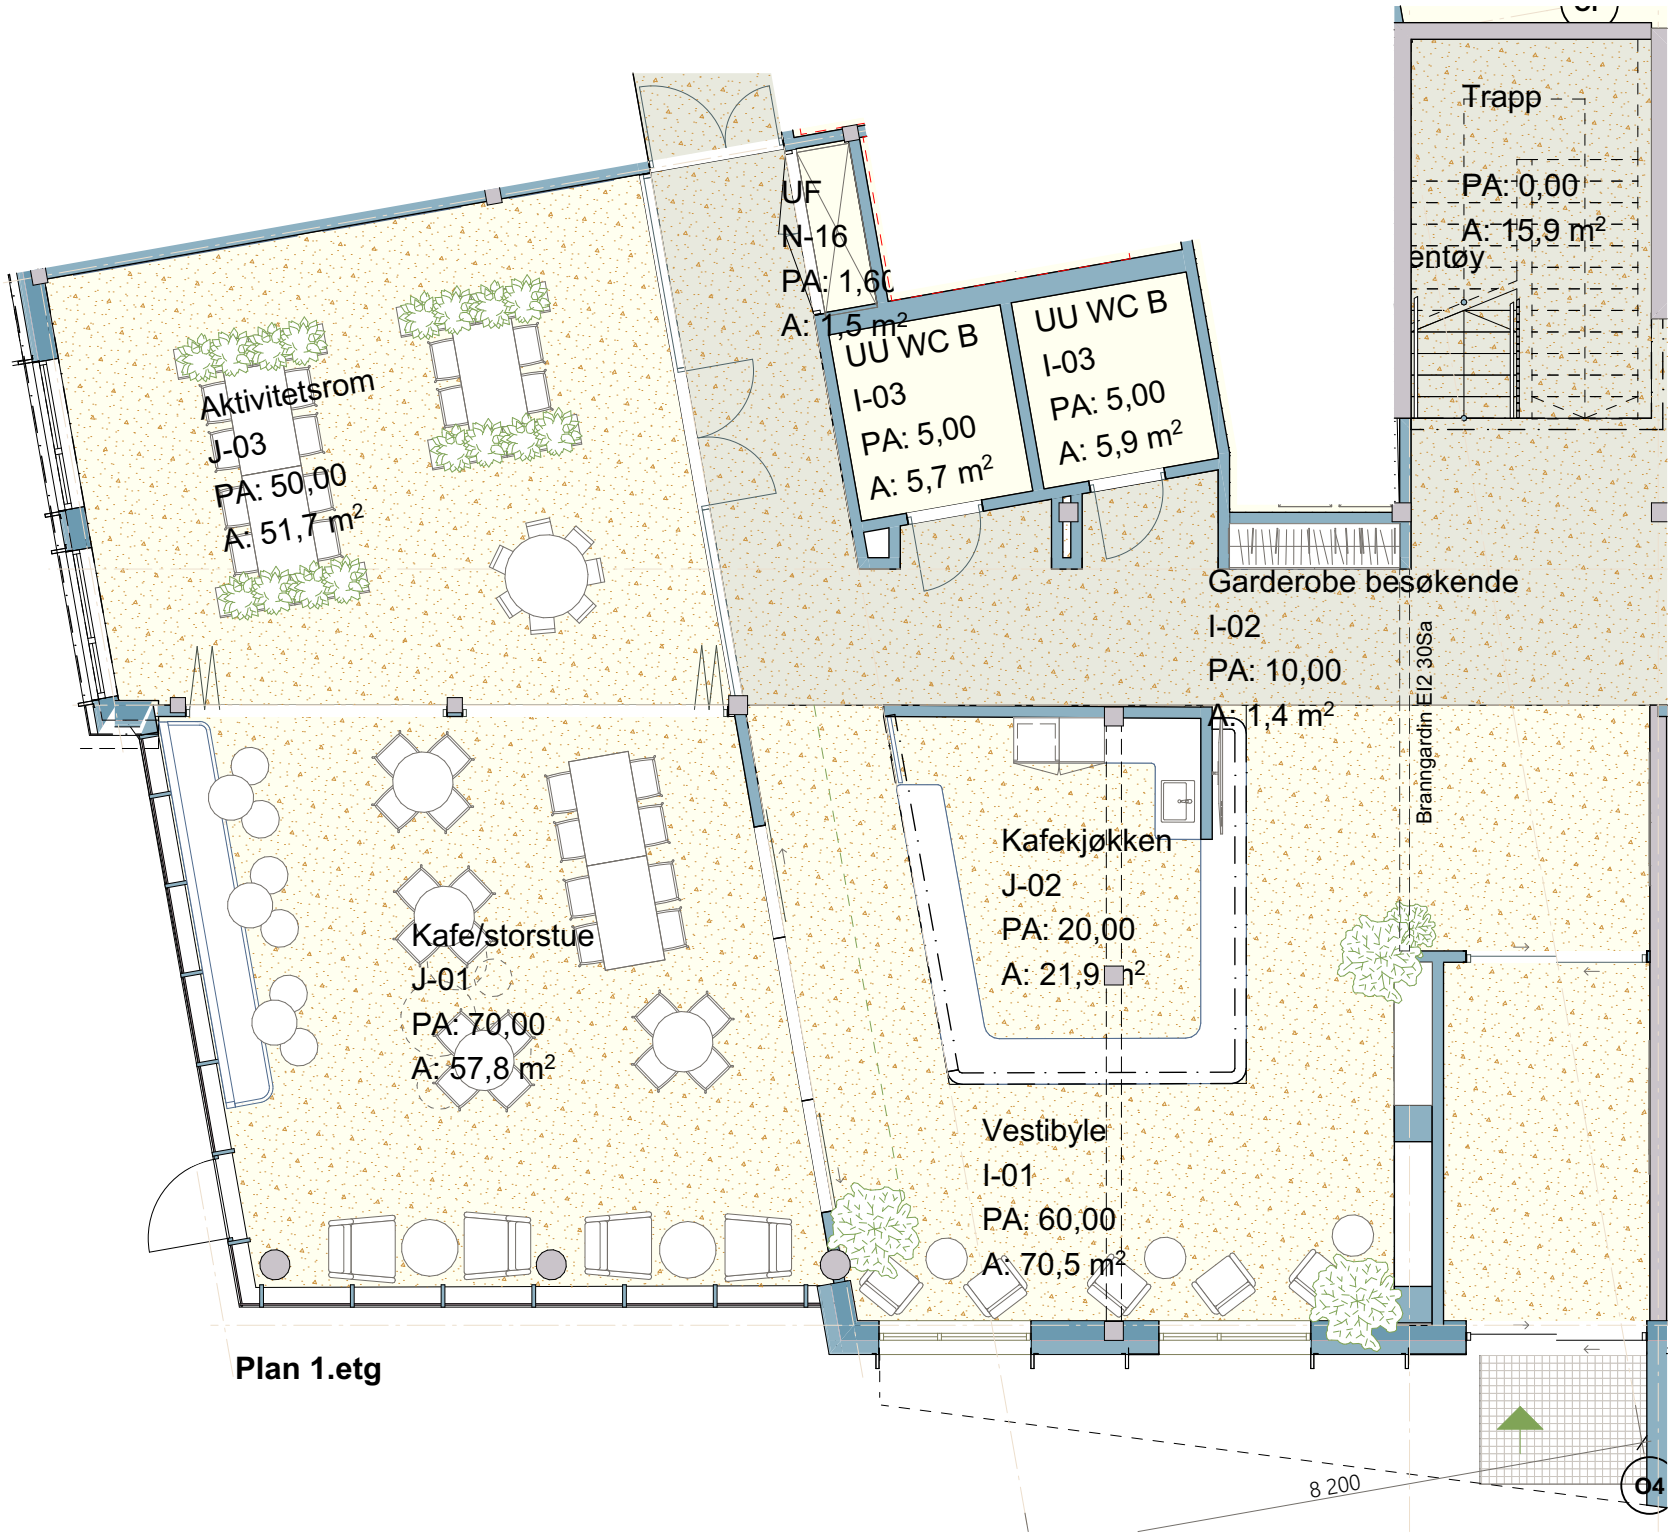 Trapp
PA: 0,00
A: 15,9 m²
entøy
UF
N-16
PA: 1,60
A: 1,5 m²
UU WC B
I-03
PA: 5,00
A: 5,7 m²
UU WC B
I-03
PA: 5,00
A: 5,9 m²
Aktivitetsrom
J-03
PA: 50,00
A: 51,7 m²
Garderobe besøkende
I-02
PA: 10,00
A: 1,4 m²
Branngardin EI2 30Sa
Kafekjøkken
J-02
PA: 20,00
A: 21,9 m²
Kafe/storstue
J-01
PA: 70,00
A: 57,8 m²
Vestibyle
I-01
PA: 60,00
A: 70,5 m²
Plan 1.etg
8 200
O4